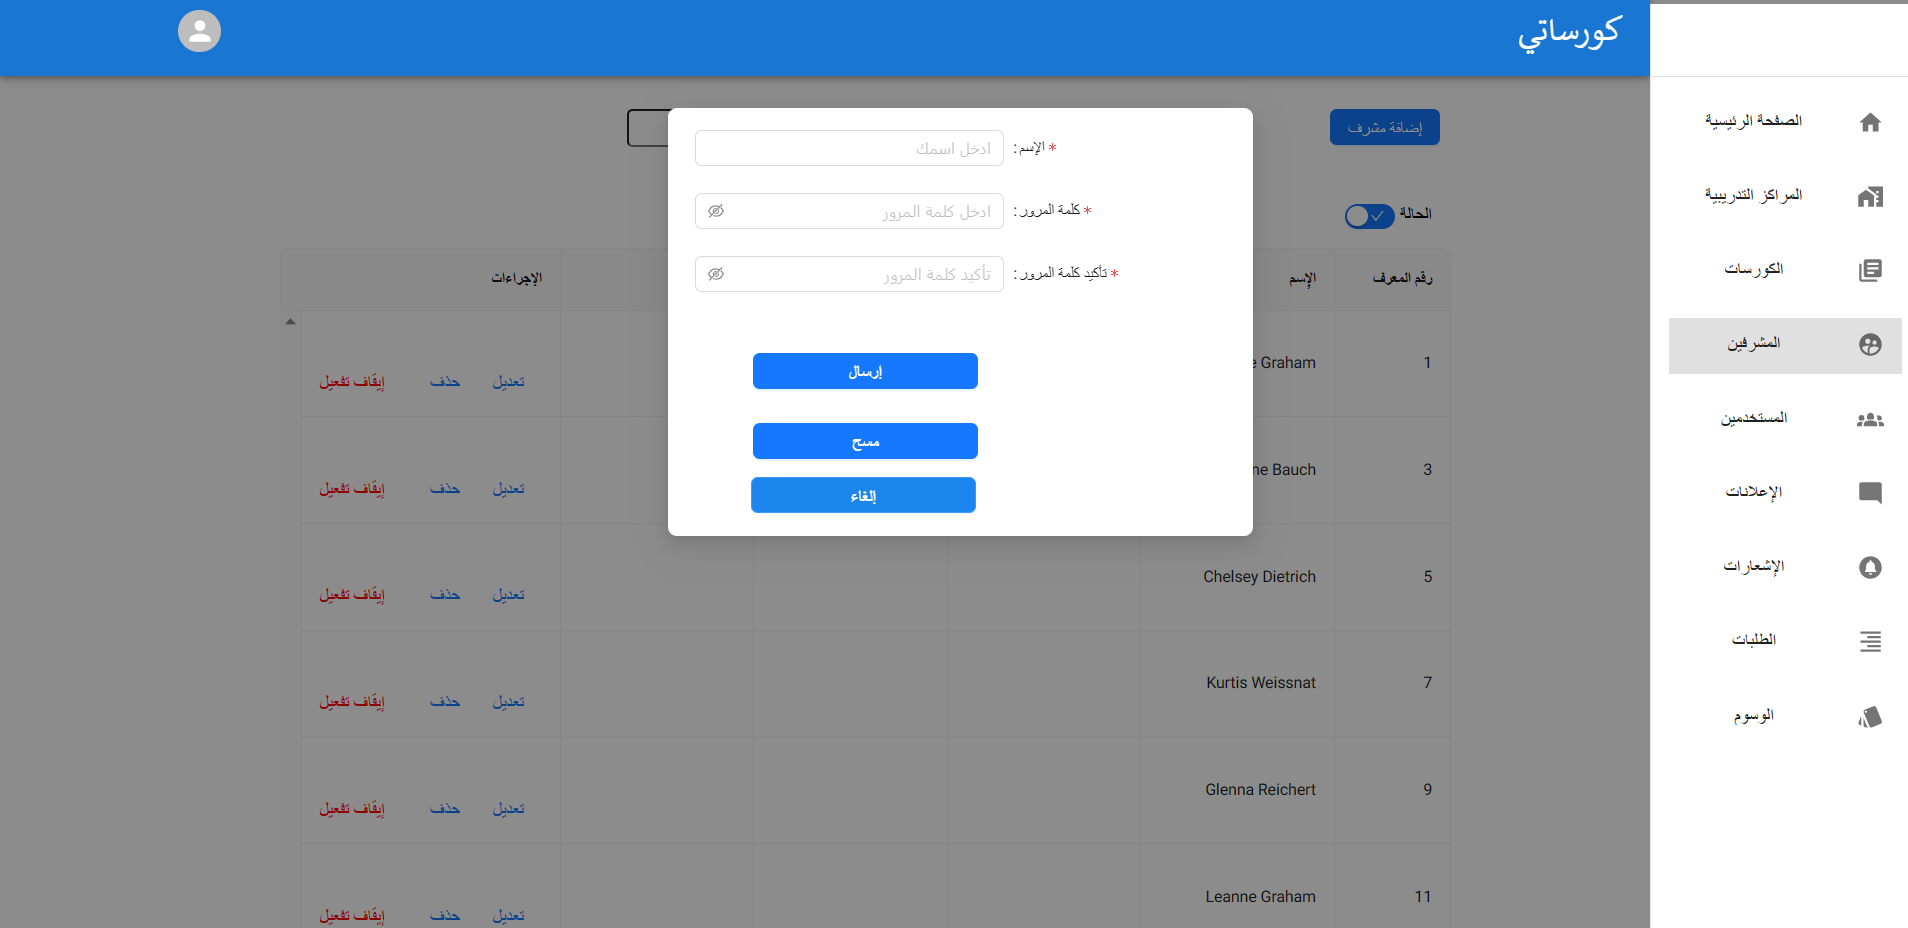 كورساتي
الصفحة الرئيسية
المراكز التدريبية
الكورسات
المشرفين
المستخدمين
الإعلانات
الإشعارات
الطلبات
الوسوم
إضافة مشرف
الحالة
* الإسم :
ادخل اسمك
* كلمة المرور :
ادخل كلمة المرور
* تأكيد كلمة المرور :
تأكيد كلمة المرور
إرسال
مسح
إلغاء
رقم المعرف الإسم الإجراءات
1 Graham تعديل حذف إيقاف تفعيل
3 Bauch تعديل حذف إيقاف تفعيل
5 Chelsey Dietrich تعديل حذف إيقاف تفعيل
7 Kurtis Weissnat تعديل حذف إيقاف تفعيل
9 Glenna Reichert تعديل حذف إيقاف تفعيل
11 Leanne Graham تعديل حذف إيقاف تفعيل